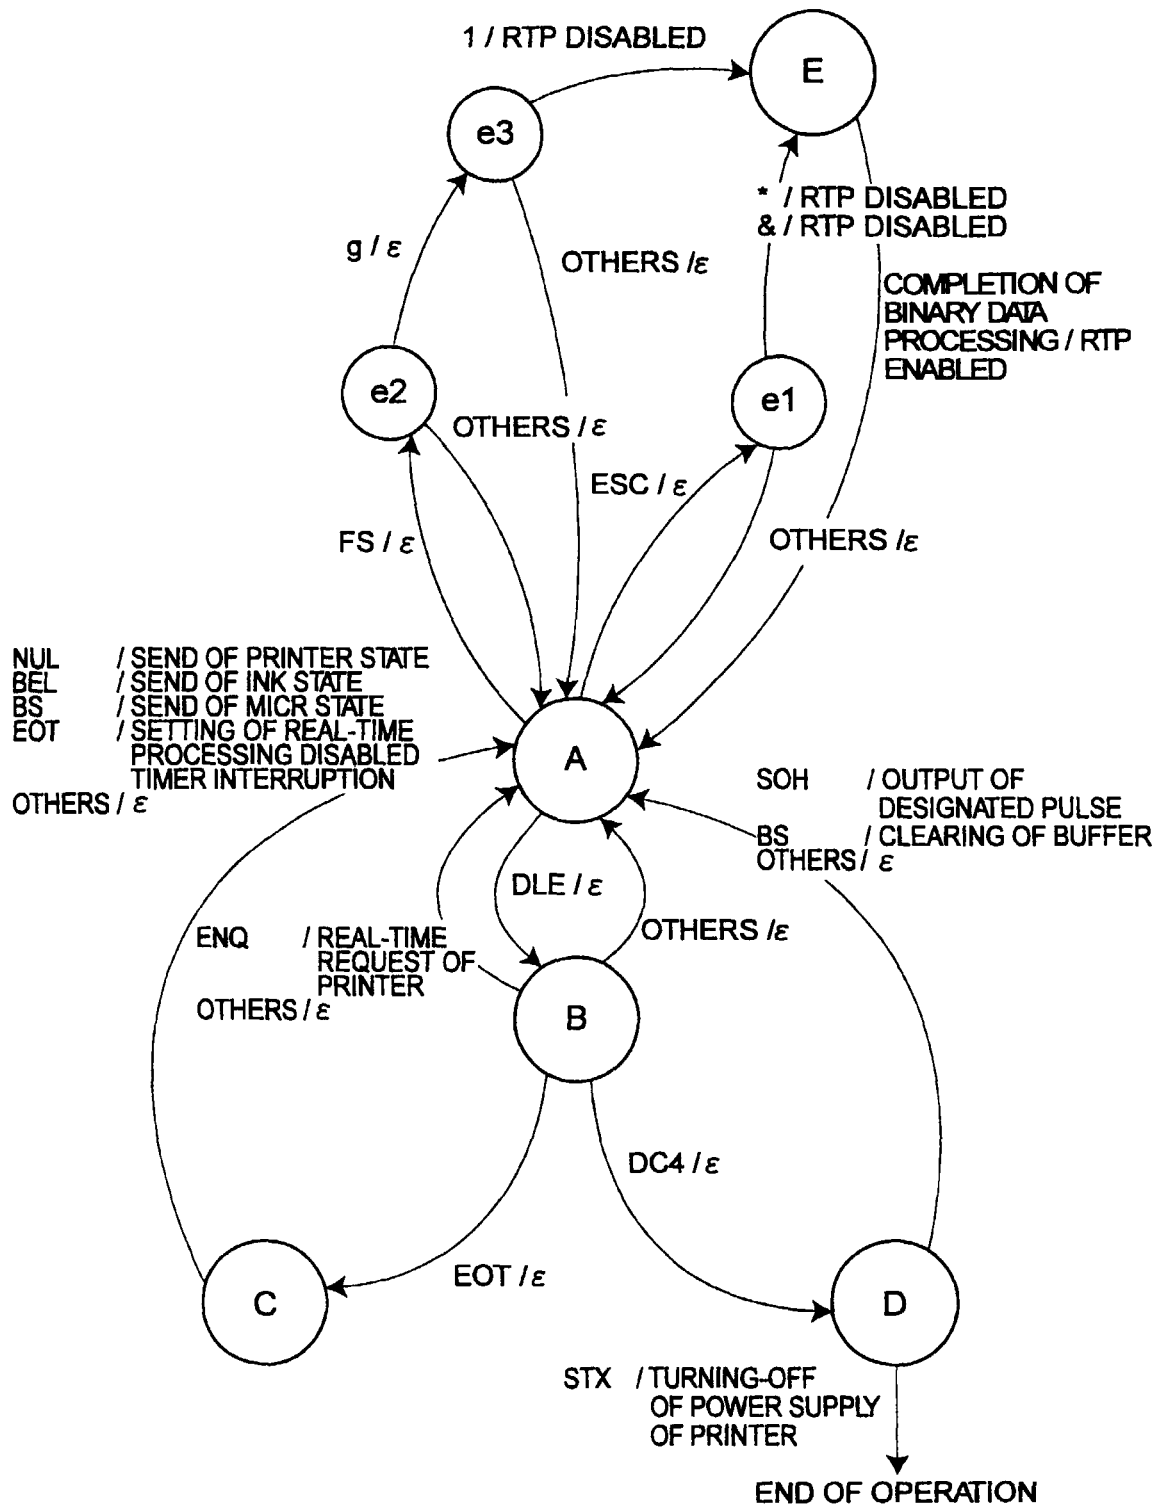 1 / RTP DISABLED
E
e3
* / RTP DISABLED
& / RTP DISABLED
g / ε
OTHERS / ε
COMPLETION OF
BINARY DATA
PROCESSING / RTP
ENABLED
e2
e1
OTHERS / ε
ESC / ε
FS / ε
OTHERS / ε
NUL / SEND OF PRINTER STATE
BEL / SEND OF INK STATE
BS / SEND OF MICR STATE
EOT / SETTING OF REAL-TIME
PROCESSING DISABLED
TIMER INTERRUPTION
OTHERS / ε
A
SOH / OUTPUT OF
DESIGNATED PULSE
BS / CLEARING OF BUFFER
OTHERS / ε
DLE / ε
OTHERS / ε
ENQ / REAL-TIME
REQUEST OF
PRINTER
OTHERS / ε
B
DC4 / ε
EOT / ε
C
D
STX / TURNING-OFF
OF POWER SUPPLY
OF PRINTER
END OF OPERATION